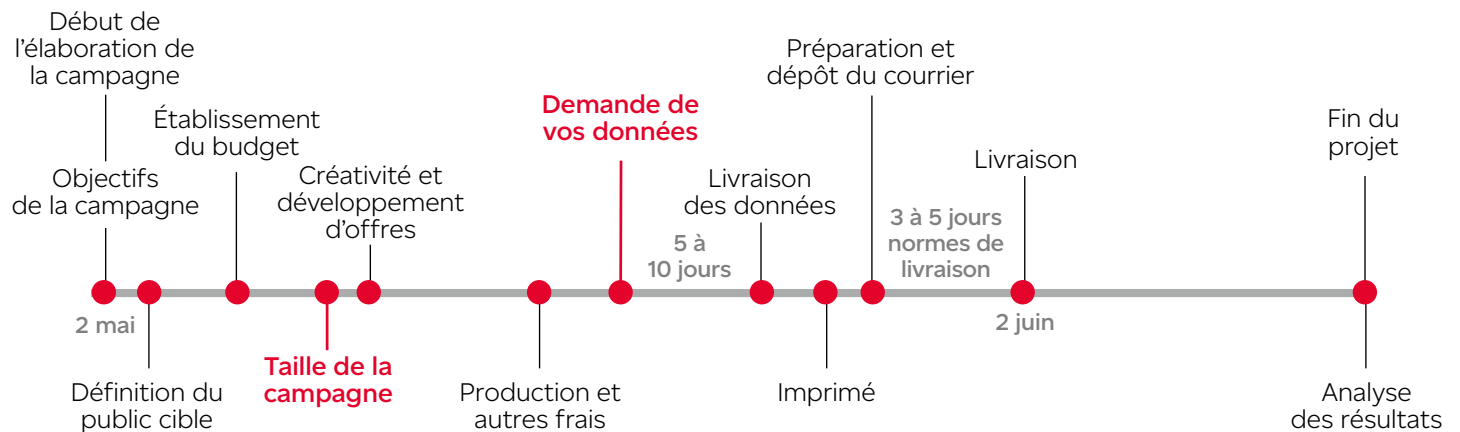 Début de
l'élaboration de
la campagne
Objectifs
de la campagne
2 mai
Définition du
public cible
Établissement
du budget
Taille de la
campagne
Créativité et
développement
d'offres
Production et
autres frais
Demande de
vos données
5 à
10 jours
Livraison
des données
Imprimé
Préparation et
dépôt du courrier
3 à 5 jours
normes de
livraison
Livraison
2 juin
Fin du
projet
Analyse
des résultats